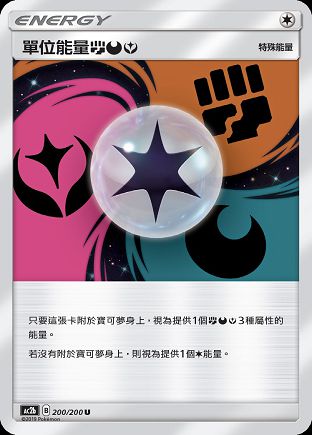 ENERGY
單位能量
特殊能量
只要這張卡附於寶可夢身上，視為提供1個3種屬性的
能量。
若沒有附於寶可夢身上，則視為提供1個能量。
AC2b B 200/200 U
©2019 Pokémon